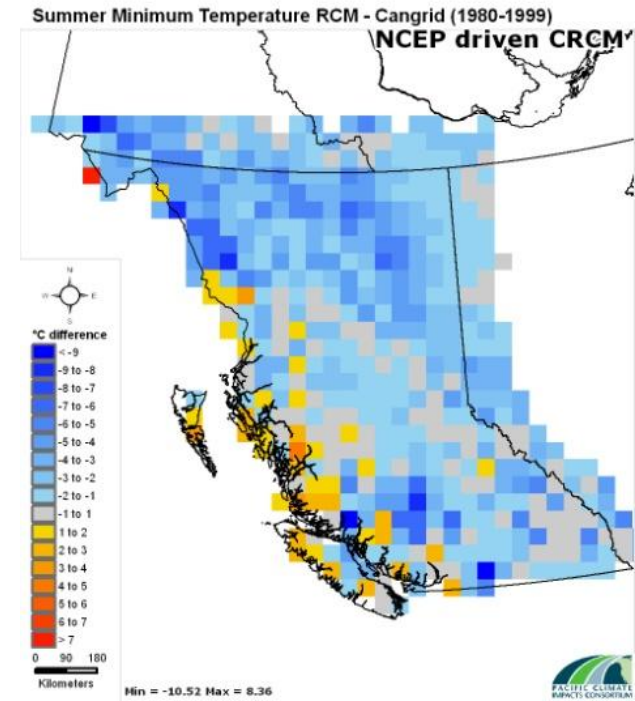 Summer Minimum Temperature RCM - Cangrid (1980-1999)
NCEP driven CRCM
N
W E
S
°C difference
< -9
-9 to -8
-8 to -7
-7 to -6
-6 to -5
-5 to -4
-4 to -3
-3 to -2
-2 to -1
-1 to 1
1 to 2
2 to 3
3 to 4
4 to 5
5 to 6
6 to 7
> 7
0 90 180
Kilometers
Min = -10.52 Max = 8.36
PACIFIC CLIMATE
IMPACTS CONSORTIUM